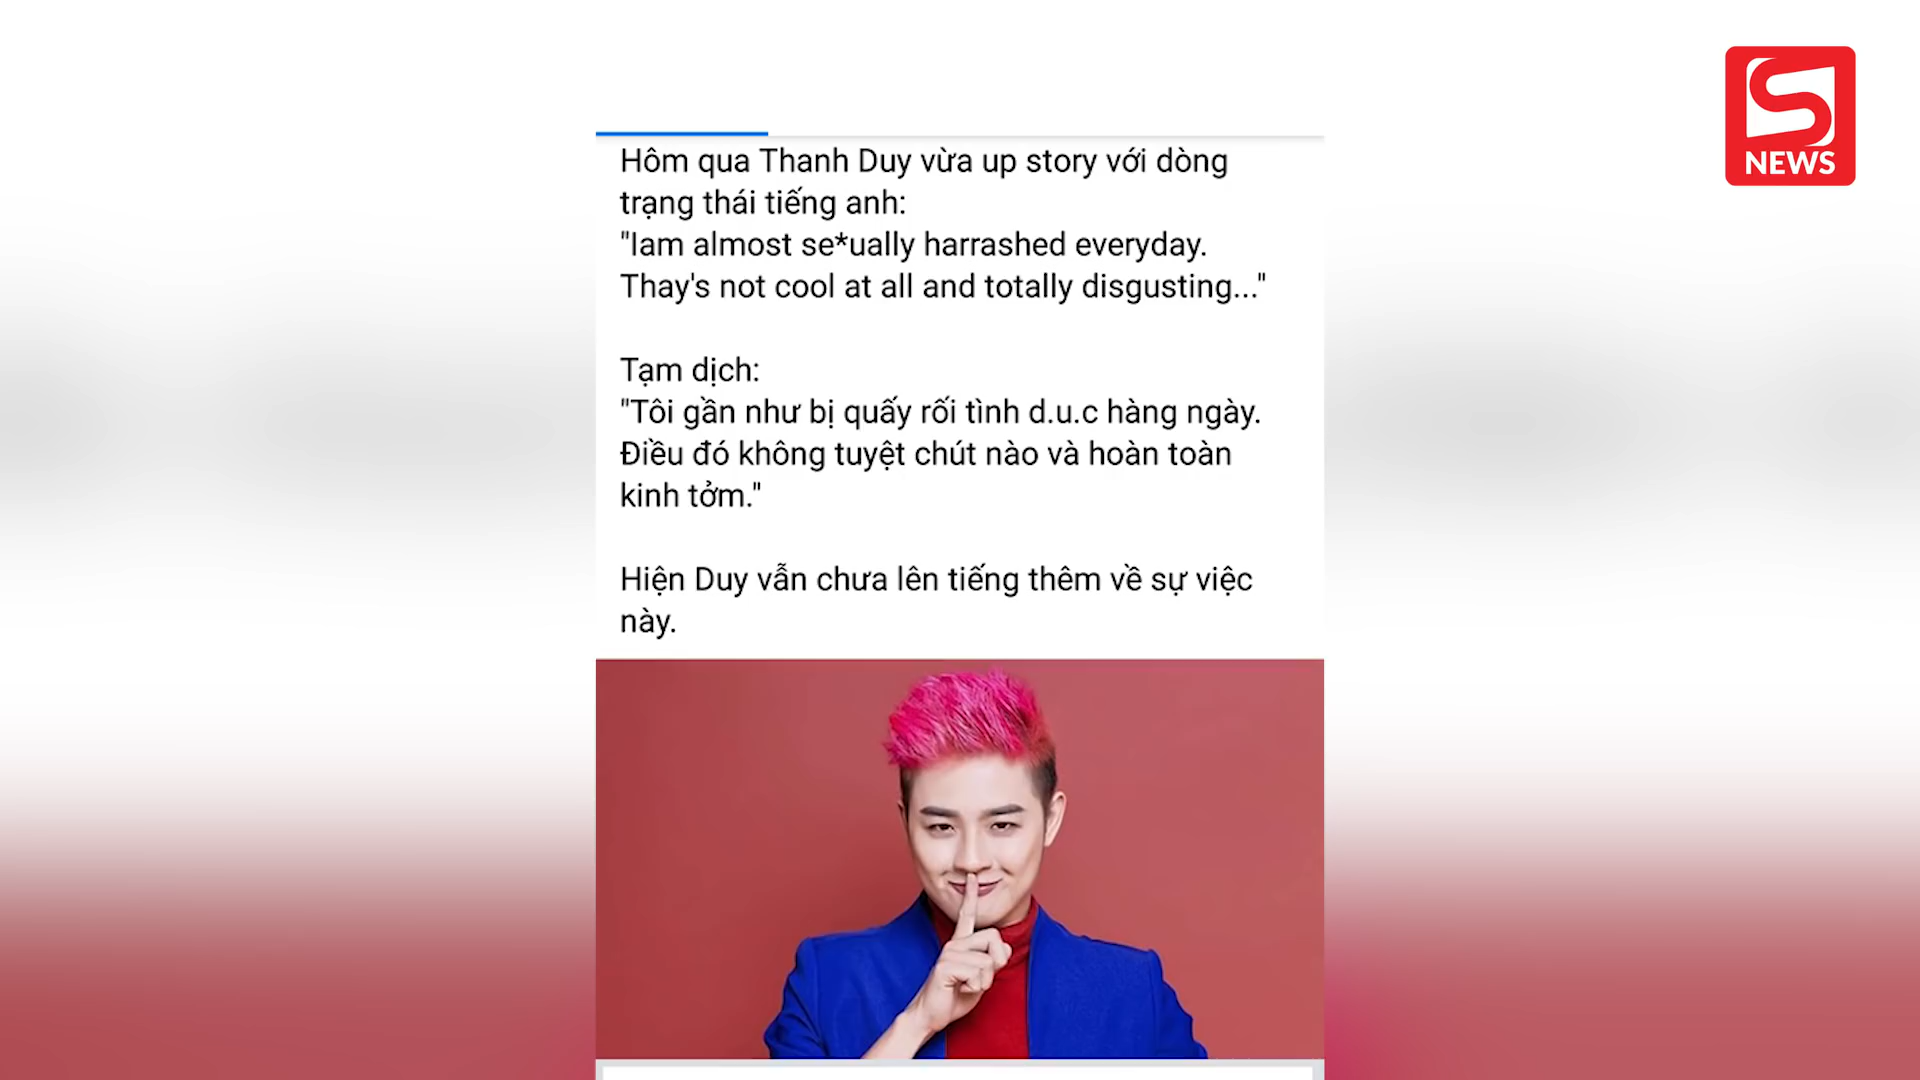 S
NEWS
Hôm qua Thanh Duy vừa up story với dòng
trạng thái tiếng anh:
"Iam almost se*ually harrashed everyday.
Thay's not cool at all and totally disgusting..."
Tạm dịch:
"Tôi gần như bị quấy rối tình d.u.c hàng ngày.
Điều đó không tuyệt chút nào và hoàn toàn
kinh tởm."
Hiện Duy vẫn chưa lên tiếng thêm về sự việc
này.